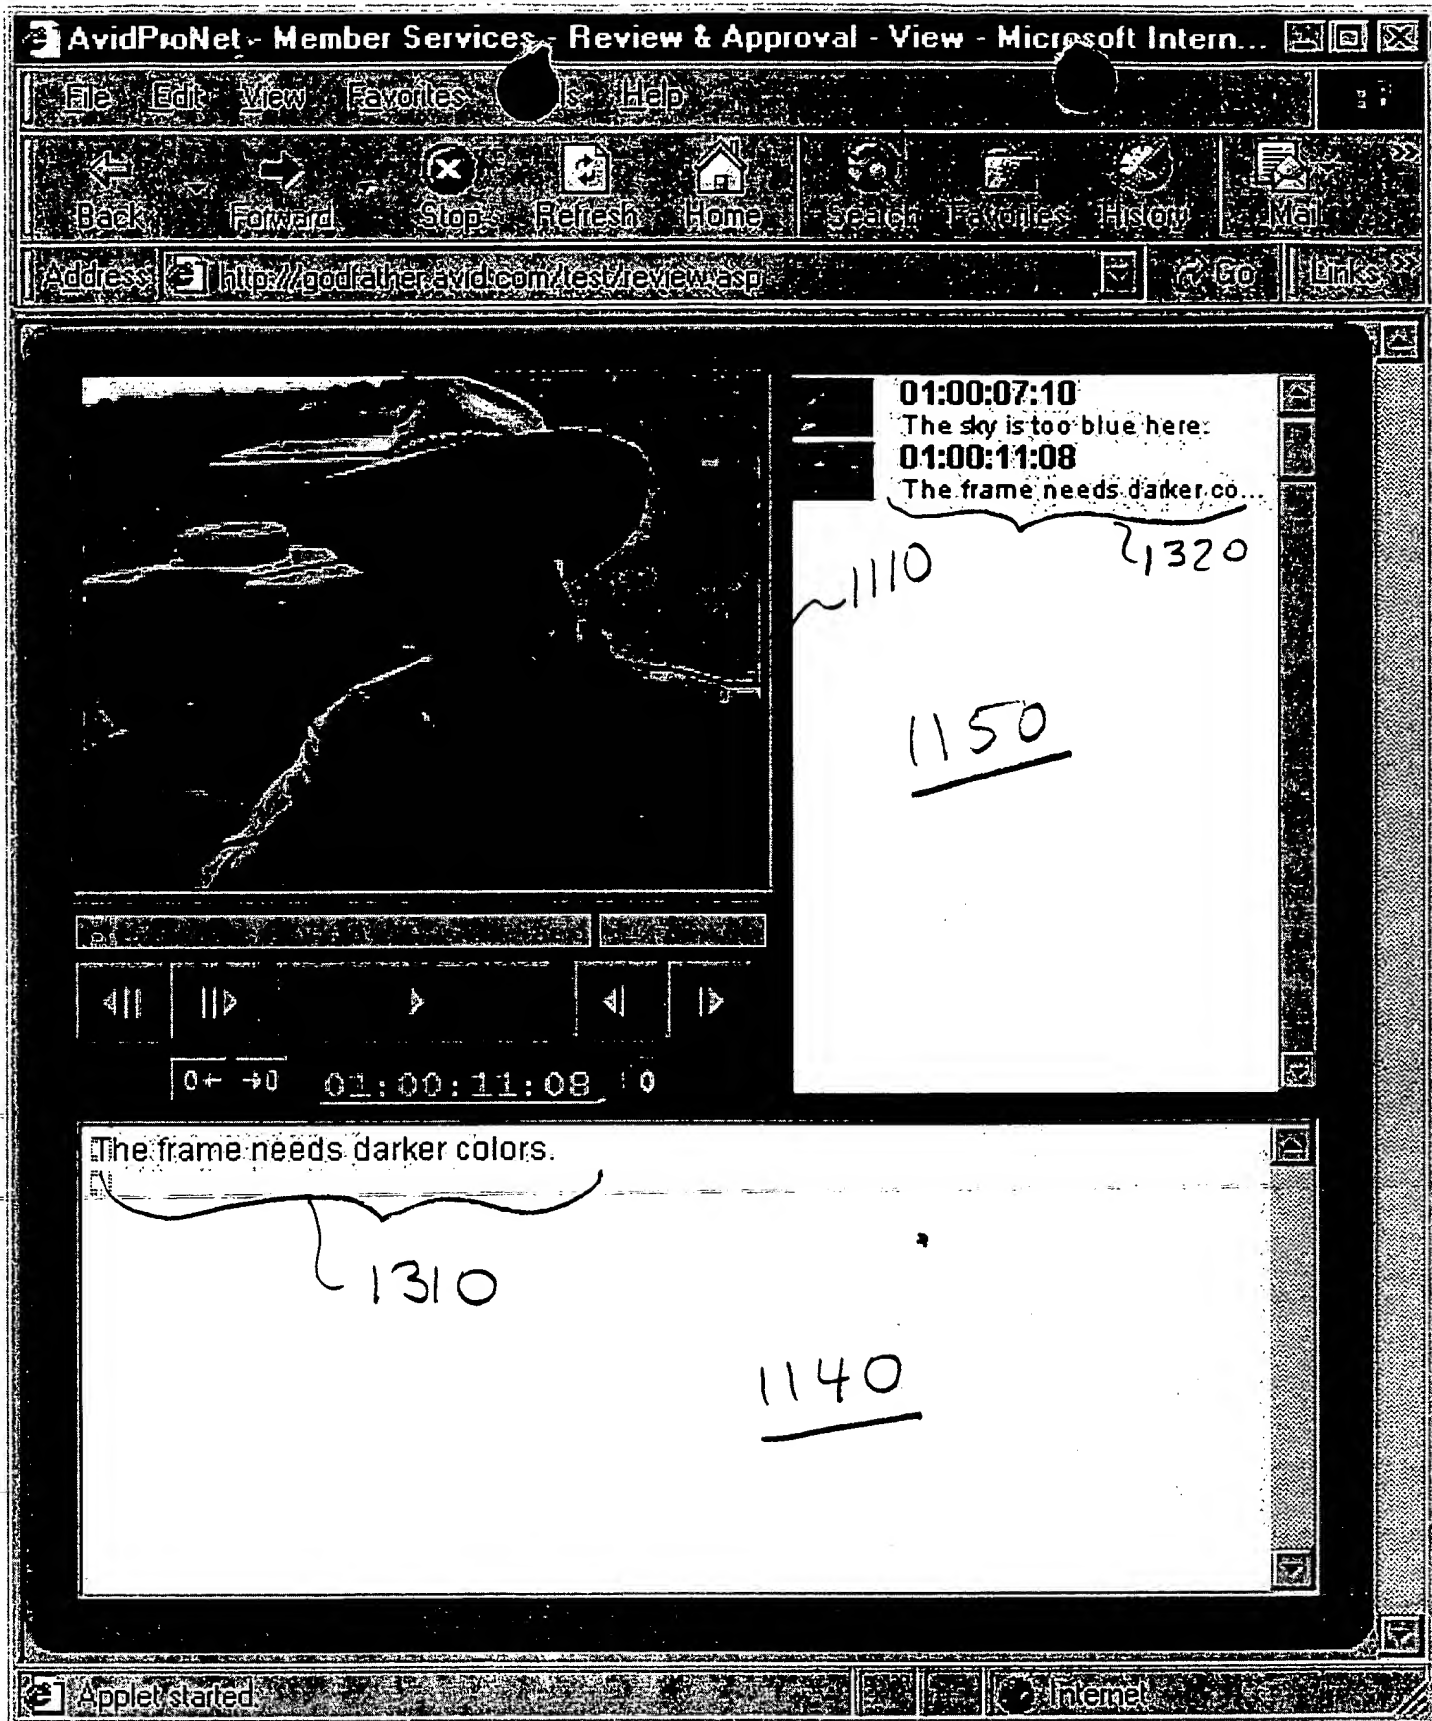 AvidProNet - Member Services - Review & Approval - View - Microsoft Intern...
File Edit View Favorites Help
Back Forward Stop Refresh Home Search Favorites History Mail
Address http://godfather.avid.com/test/review.asp Go Links
01:00:07:10
The sky is too blue here.
01:00:11:08
The frame needs darker co...
1320
1110
1150
01:00:11:08 0
The frame needs darker colors.
1310
1140
Applet started. Internet